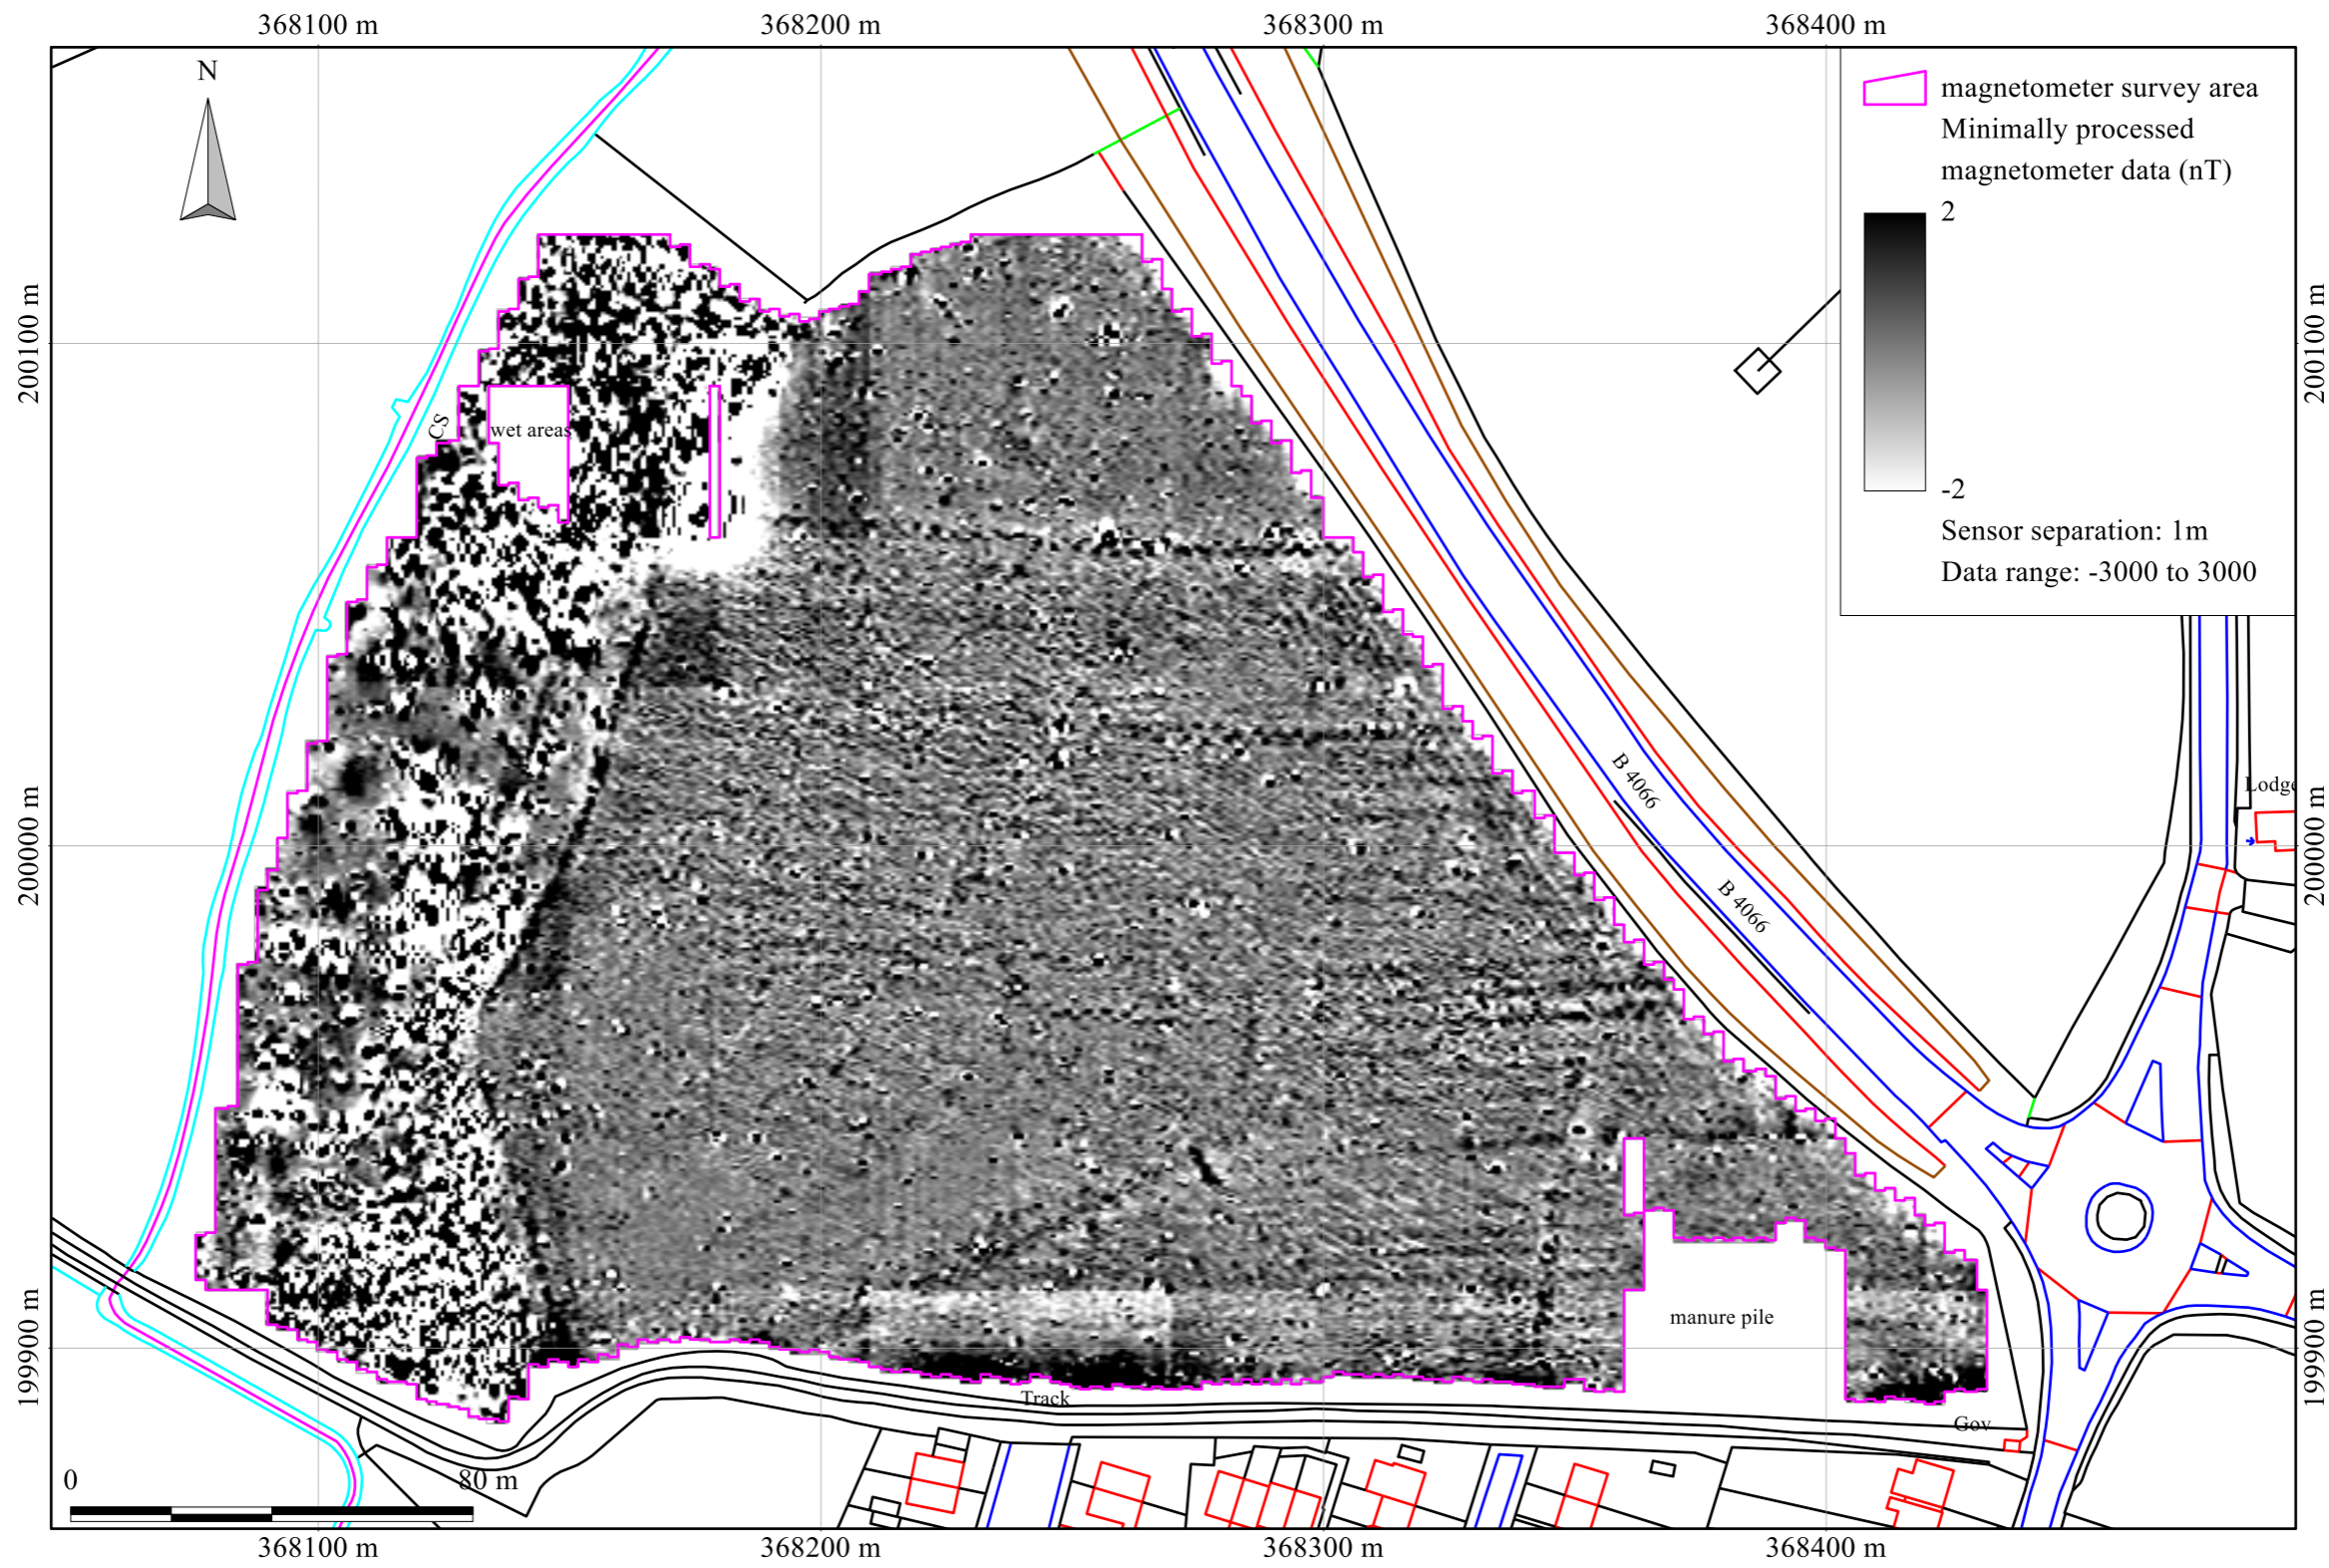 368100 m
368200 m
368300 m
368400 m
N
magnetometer survey area
Minimally processed
magnetometer data (nT)
2
-2
Sensor separation: 1m
Data range: -3000 to 3000
200100 m
200100 m
CS
wet areas
B 4066
Lodge
200000 m
200000 m
B 4066
199900 m
199900 m
manure pile
Track
Gov
0
80 m
368100 m
368200 m
368300 m
368400 m